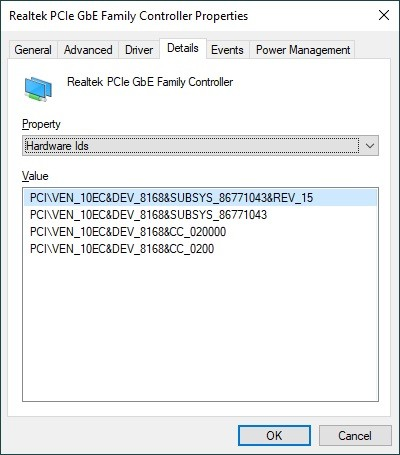 Realtek PCIe GbE Family Controller Properties
General Advanced Driver Details Events Power Management
Realtek PCIe GbE Family Controller
Property
Hardware Ids
Value
PCI\VEN_10EC&DEV_8168&SUBSYS_86771043&REV_15
PCI\VEN_10EC&DEV_8168&SUBSYS_86771043
PCI\VEN_10EC&DEV_8168&CC_020000
PCI\VEN_10EC&DEV_8168&CC_0200
OK Cancel